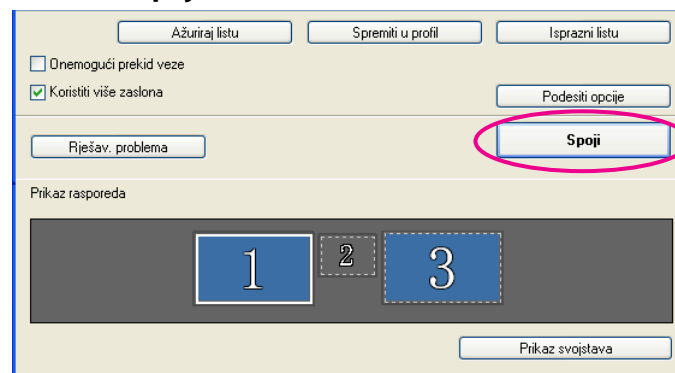 Ažuriraj listu Spremiti u profil Isprazni listu
Onemogući prekid veze
Koristiti više zaslona
Podesiti opcije
Rješav. problema Spoji
Prikaz rasporeda
1 2 3
Prikaz svojstava